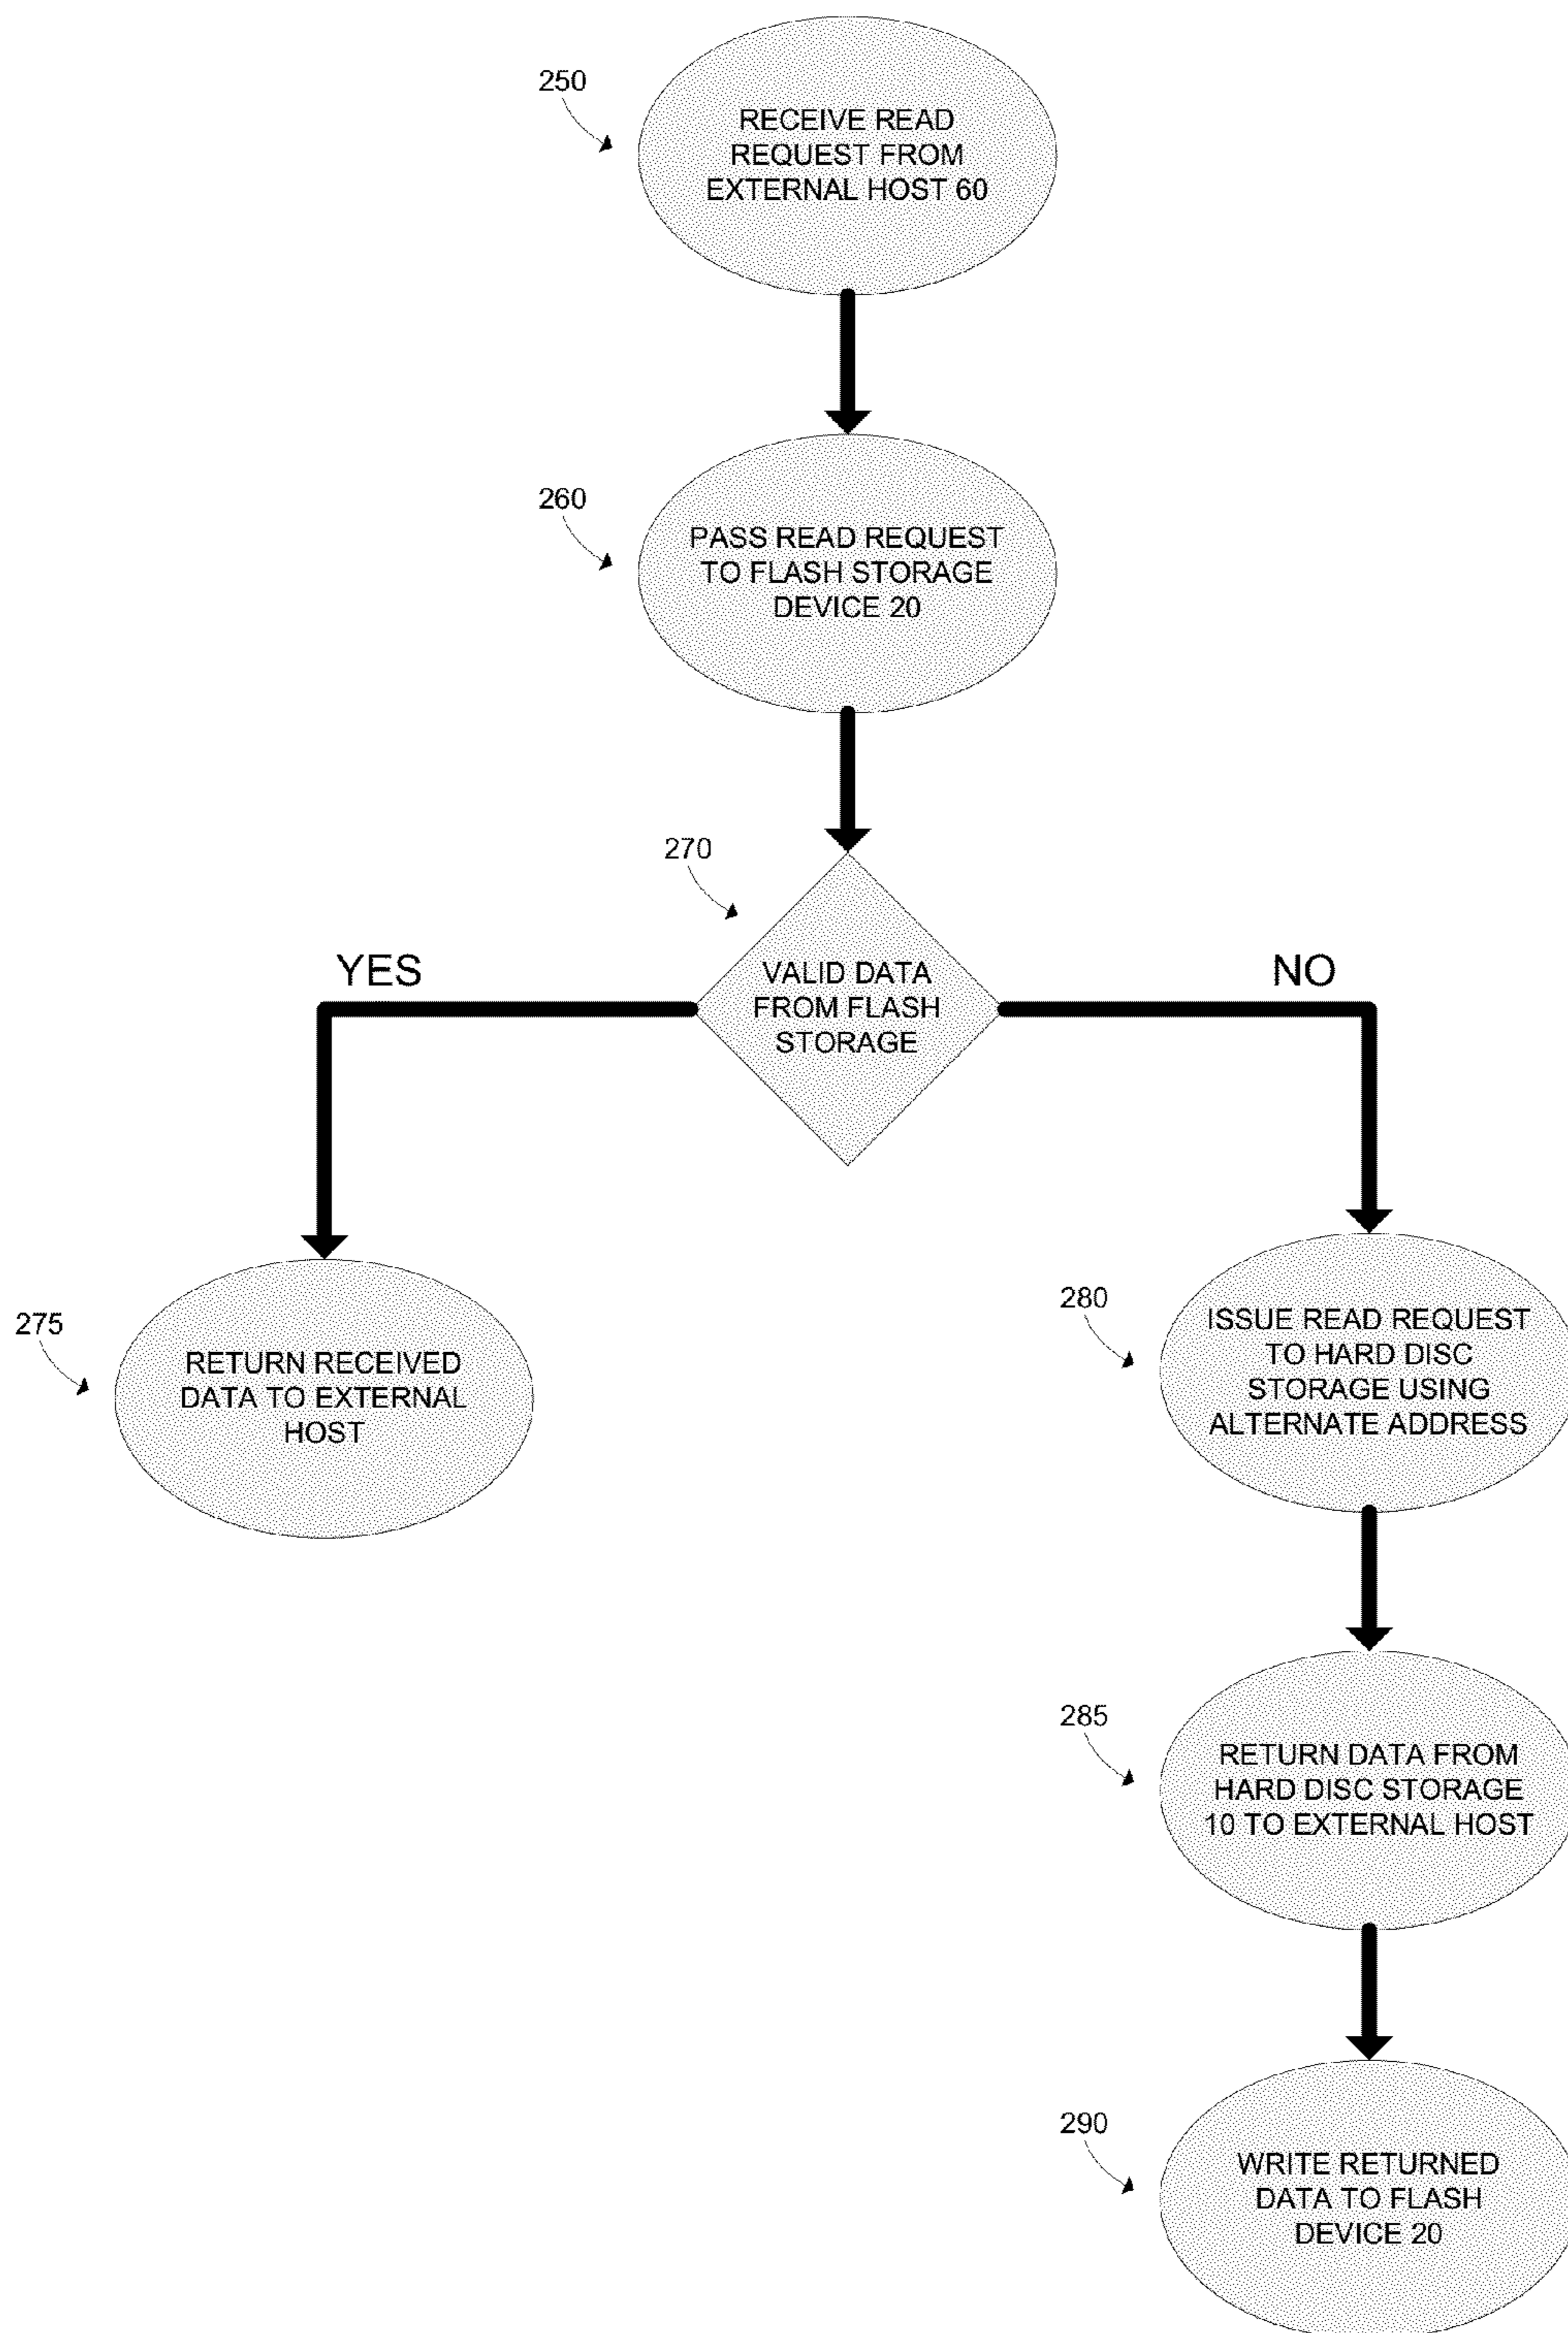 250
RECEIVE READ
REQUEST FROM
EXTERNAL HOST 60
260
PASS READ REQUEST
TO FLASH STORAGE
DEVICE 20
270
VALID DATA
FROM FLASH
STORAGE
YES
NO
275
RETURN RECEIVED
DATA TO EXTERNAL
HOST
280
ISSUE READ REQUEST
TO HARD DISC
STORAGE USING
ALTERNATE ADDRESS
285
RETURN DATA FROM
HARD DISC STORAGE
10 TO EXTERNAL HOST
290
WRITE RETURNED
DATA TO FLASH
DEVICE 20